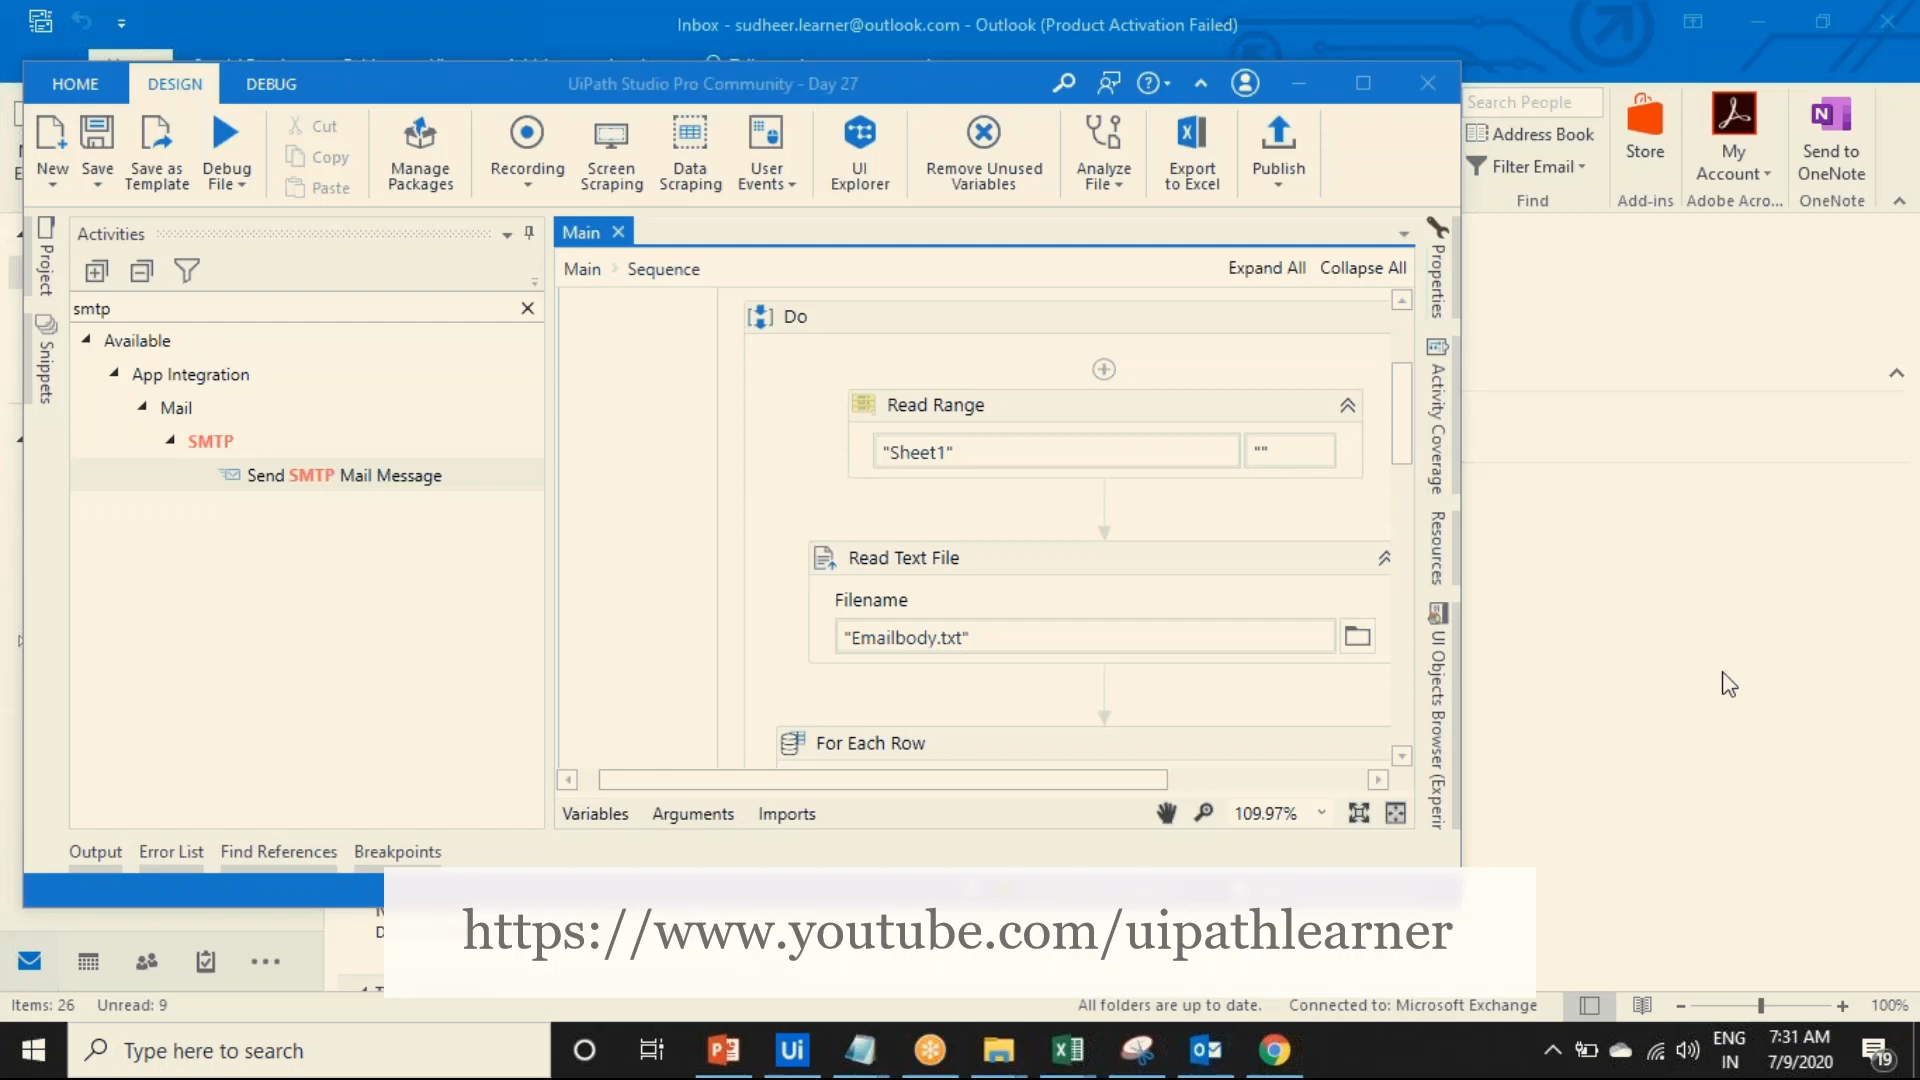 Inbox - sudheer.learner@outlook.com - Outlook (Product Activation Failed)
HOME
DESIGN
DEBUG
UiPath Studio Pro Community - Day 27
New
Save
Save as Template
Debug File
Cut
Copy
Paste
Manage Packages
Recording
Screen Scraping
Data Scraping
User Events
UI Explorer
Remove Unused Variables
Analyze File
Export to Excel
Publish
Search People
Address Book
Filter Email
Find
Store
Add-ins
My Account
Adobe Acro...
Send to OneNote
OneNote
Project
Snippets
Activities
smtp
Available
App Integration
Mail
SMTP
Send SMTP Mail Message
Main
Main
Sequence
Expand All
Collapse All
Do
Read Range
"Sheet1"
""
Read Text File
Filename
"Emailbody.txt"
For Each Row
Properties
Activity Coverage
Resources
UI Objects Browser (Experir
Variables
Arguments
Imports
109.97%
Output
Error List
Find References
Breakpoints
https://www.youtube.com/uipathlearner
Items: 26
Unread: 9
All folders are up to date.
Connected to: Microsoft Exchange
100%
Type here to search
ENG
IN
7:31 AM
7/9/2020
19